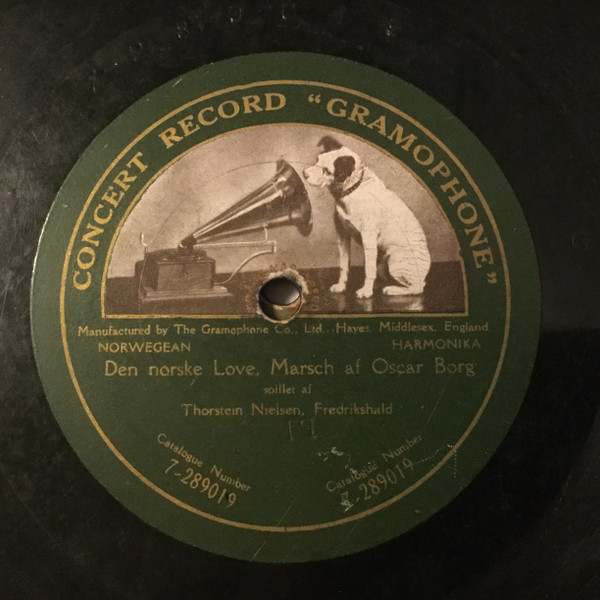 CONCERT RECORD "GRAMOPHONE"
Manufactured by The Gramophone Co., Ltd., Hayes, Middlesex, England.
NORWEGEAN HARMONIKA
Den norske Love, Marsch af Oscar Borg
spillet af
Thorstein Nielsen, Fredrikshald
Catalogue Number
7-289019
Catalogue Number
-289019